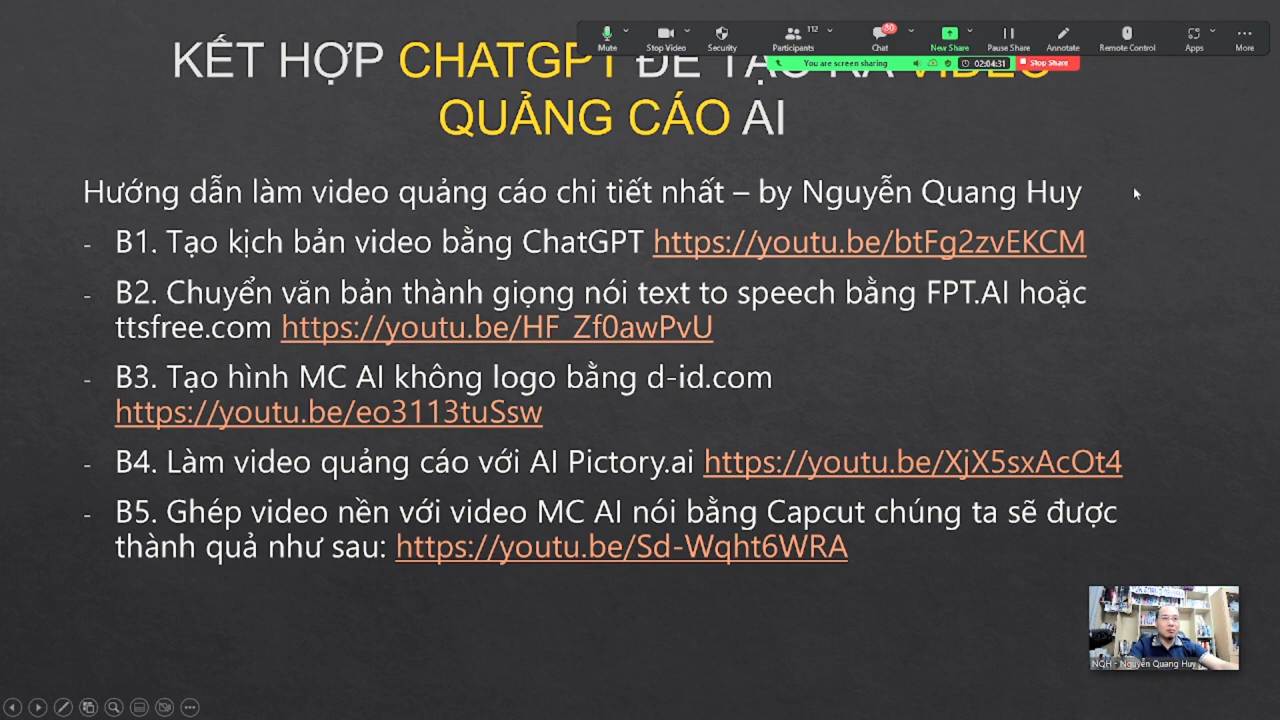 Mute
Stop Video
Security
Participants
112
Chat
30
New Share
Pause Share
Annotate
Remote Control
Apps
More
You are screen sharing
02:04:31
Stop Share
KẾT HỢP CHATGPT ĐỂ TẠO RA VIDEO
QUẢNG CÁO AI
Hướng dẫn làm video quảng cáo chi tiết nhất – by Nguyễn Quang Huy
- B1. Tạo kịch bản video bằng ChatGPT https://youtu.be/btFg2zvEKCM
- B2. Chuyển văn bản thành giọng nói text to speech bằng FPT.AI hoặc
ttsfree.com https://youtu.be/HF_Zf0awPvU
- B3. Tạo hình MC AI không logo bằng d-id.com
https://youtu.be/eo3113tuSsw
- B4. Làm video quảng cáo với AI Pictory.ai https://youtu.be/XjX5sxAcOt4
- B5. Ghép video nền với video MC AI nói bằng Capcut chúng ta sẽ được
thành quả như sau: https://youtu.be/Sd-Wqht6WRA
NQH - Nguyễn Quang Huy